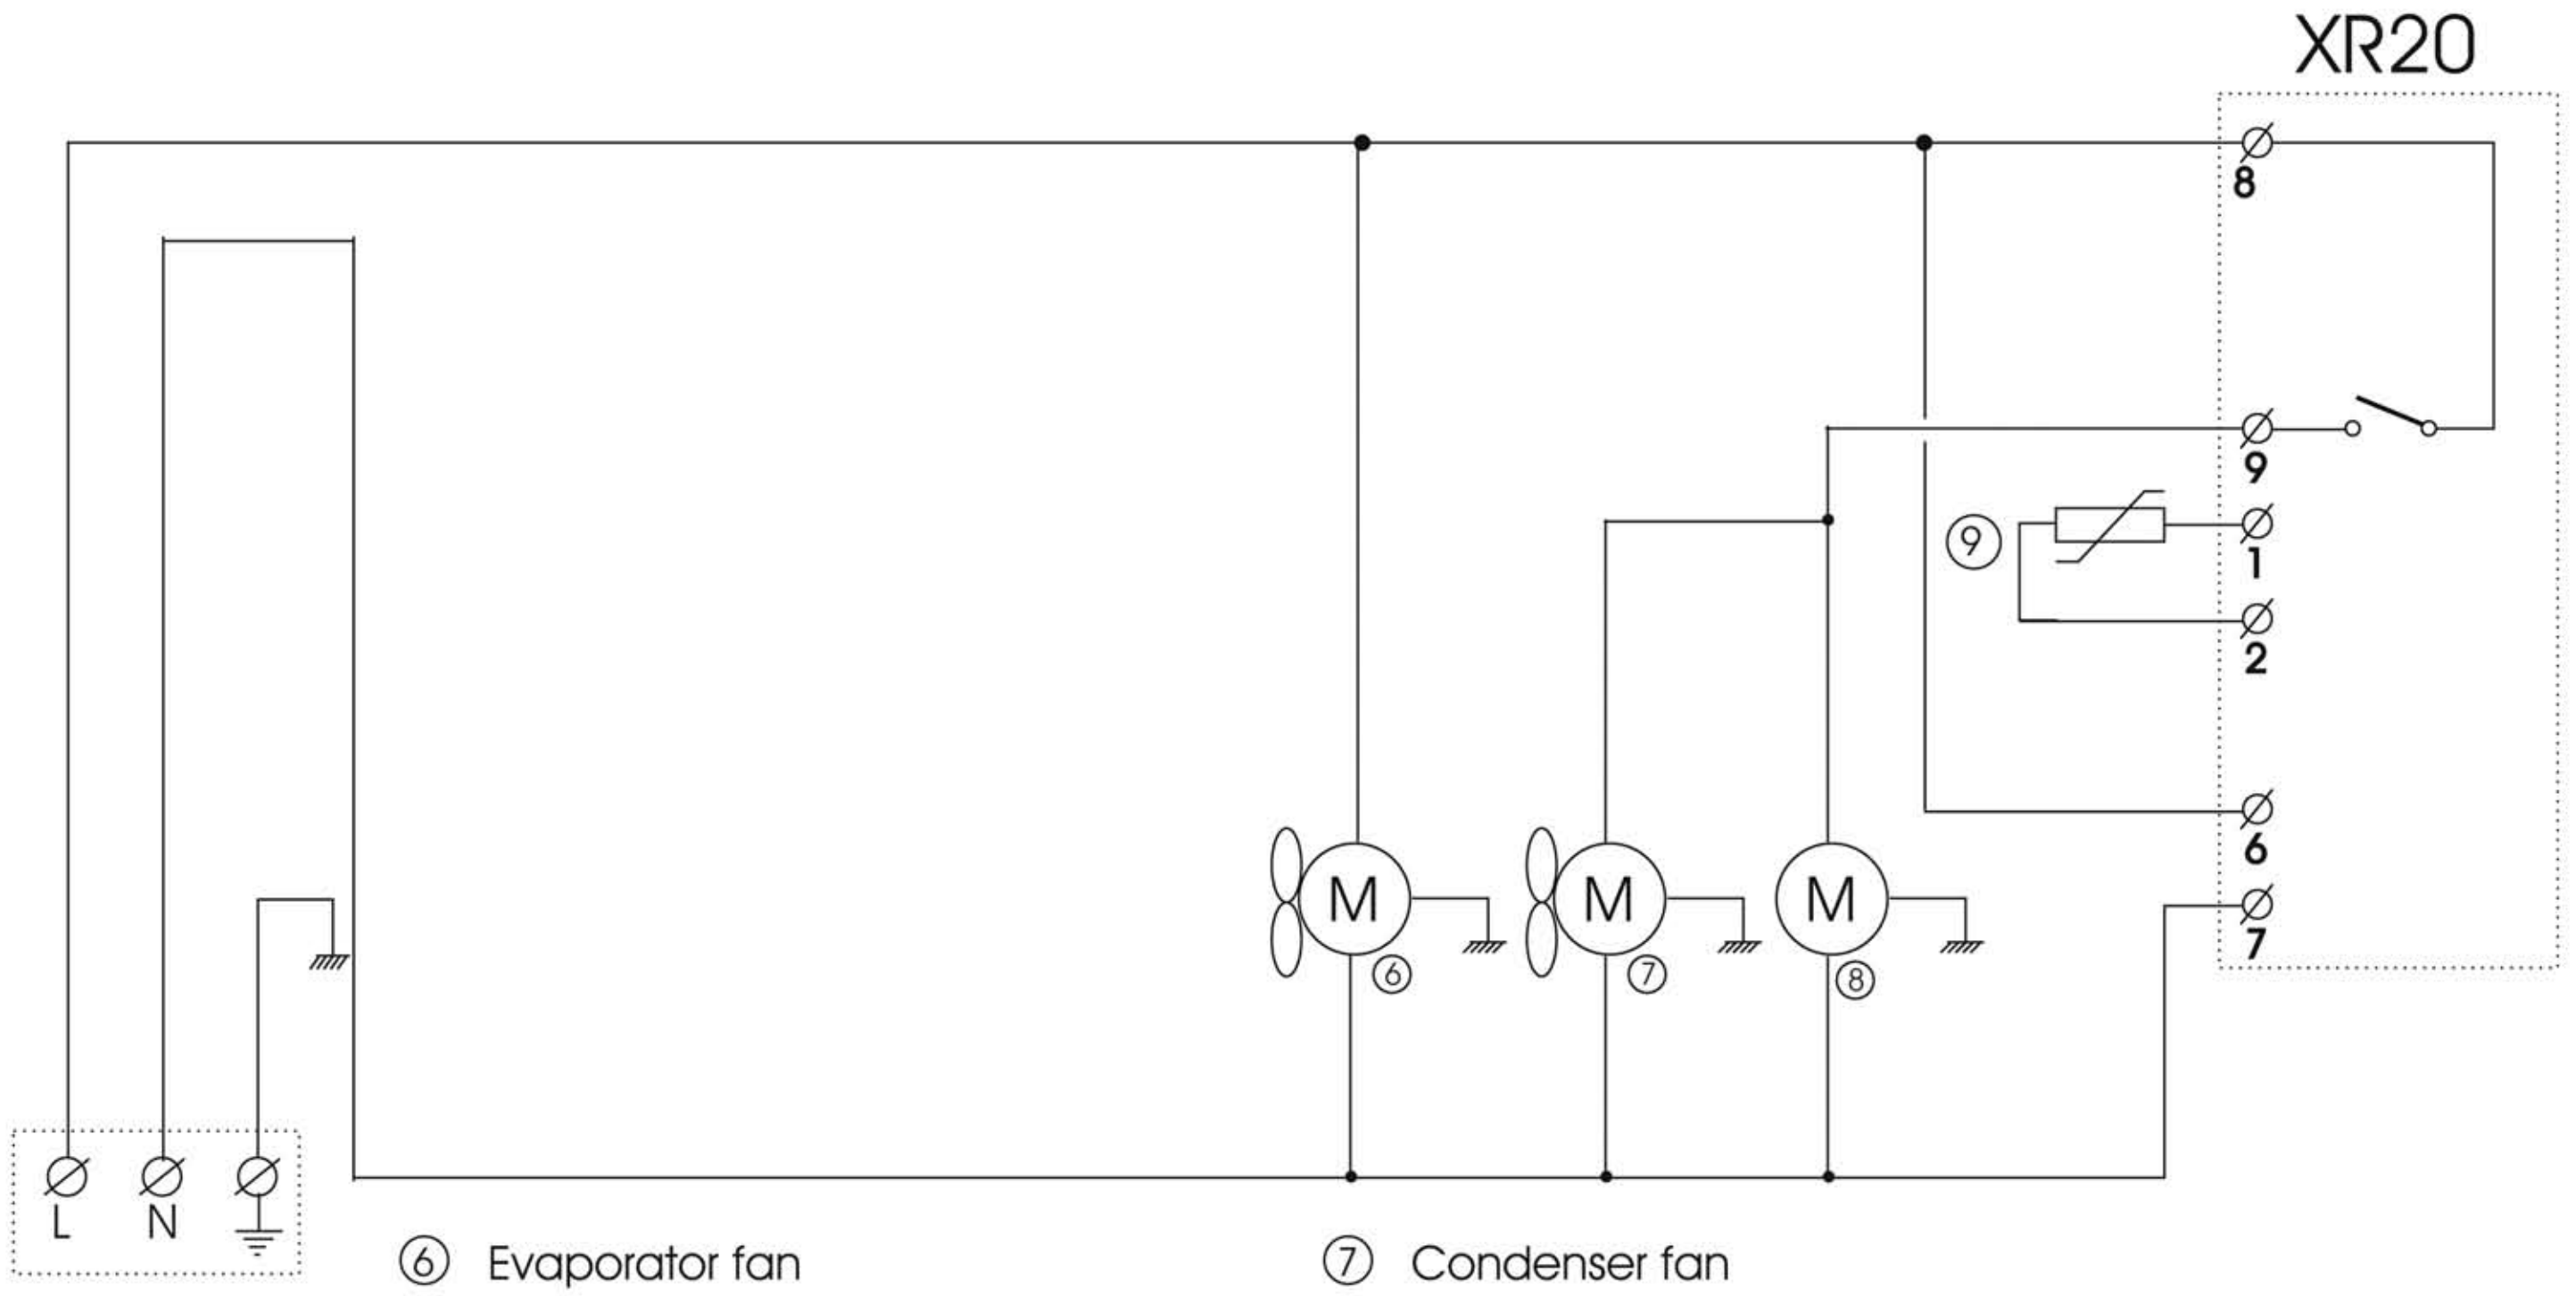 XR20
8
9
⑨
1
2
6
M
M
M
7
⑥
⑦
⑧
L
N
⑥ Evaporator fan
⑦ Condenser fan